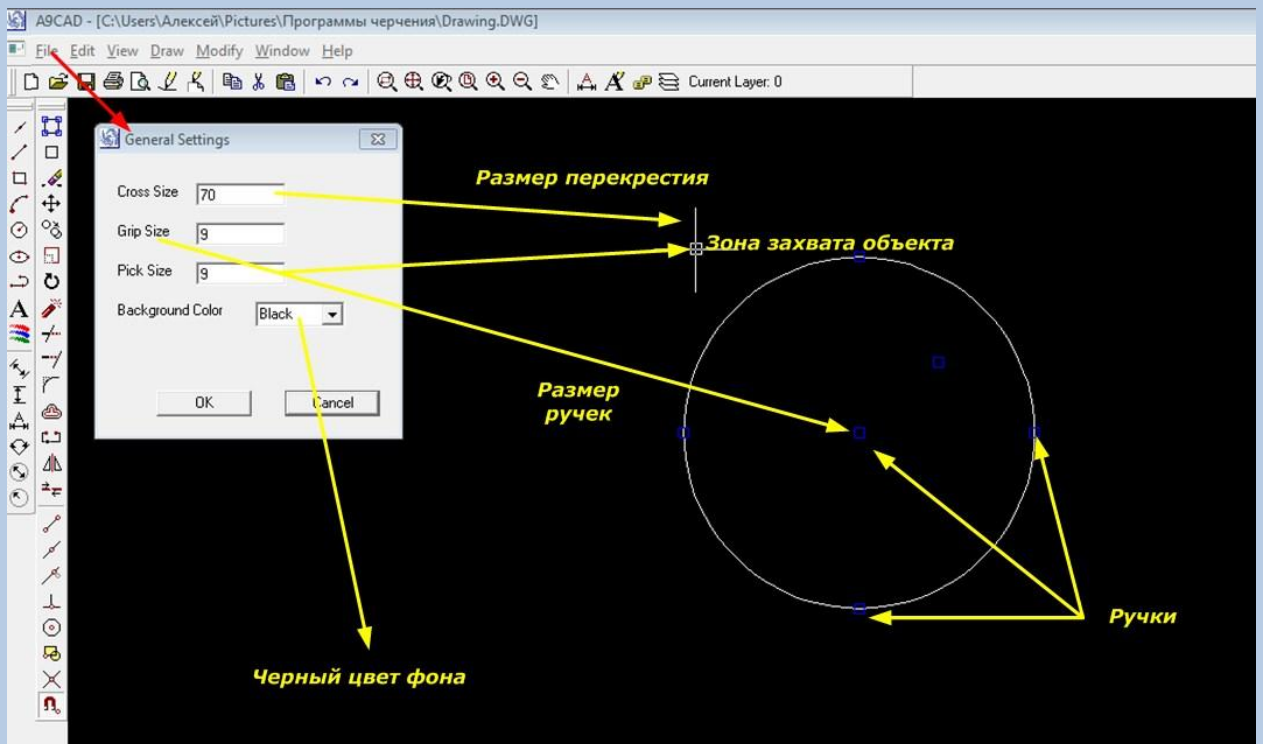 A9CAD - [C:\Users\Алексей\Pictures\Программы черчения\Drawing.DWG]
File Edit View Draw Modify Window Help
Current Layer: 0
General Settings
Cross Size 70
Grip Size 9
Pick Size 9
Background Color Black
OK Cancel
Размер перекрестия
Зона захвата объекта
Размер
ручек
Ручки
Черный цвет фона